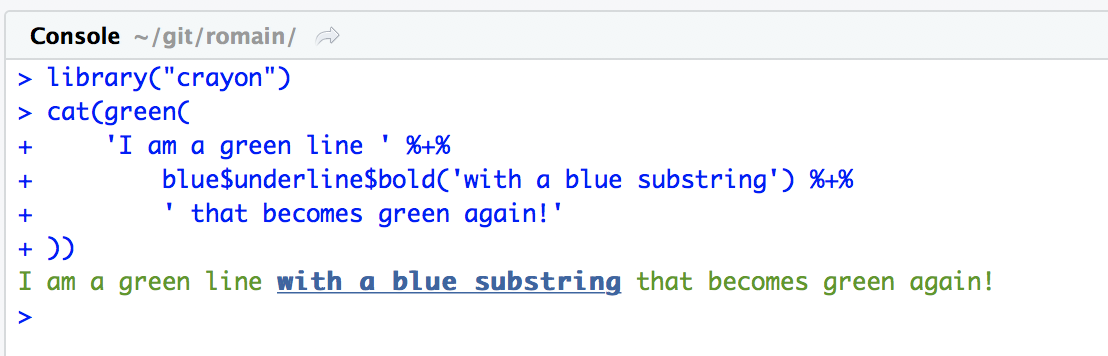 Console ~/git/romain/
> library("crayon")
> cat(green(
+     'I am a green line ' %+%
+         blue$underline$bold('with a blue substring') %+%
+         ' that becomes green again!'
+ ))
I am a green line with a blue substring that becomes green again!
>